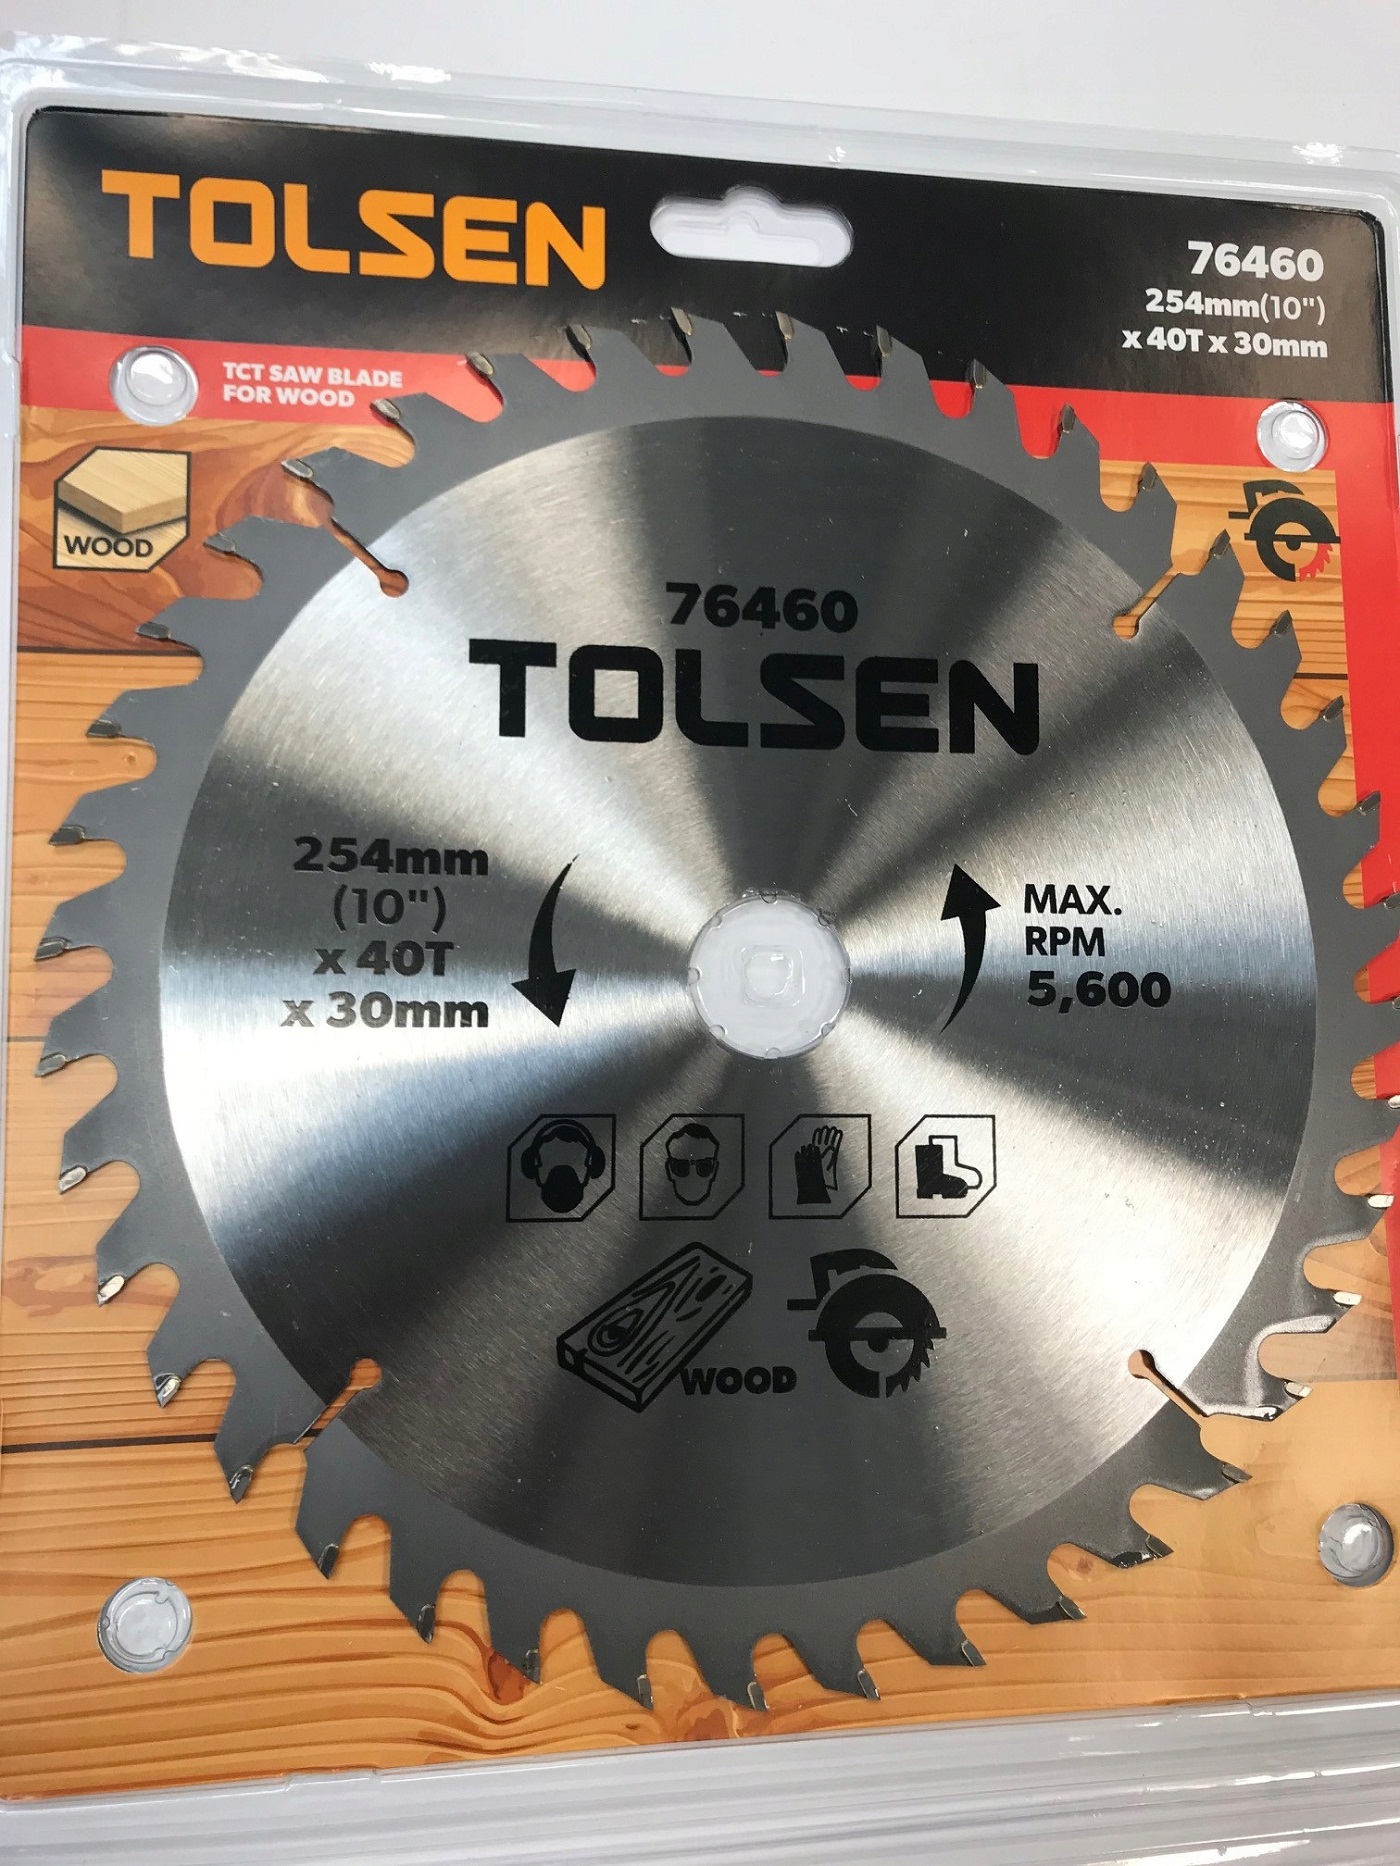 TOLSEN
76460
254mm(10")
x 40T x 30mm
TCT SAW BLADE
FOR WOOD
WOOD
76460
TOLSEN
254mm
(10")
x 40T
x 30mm
MAX.
RPM
5,600
WOOD